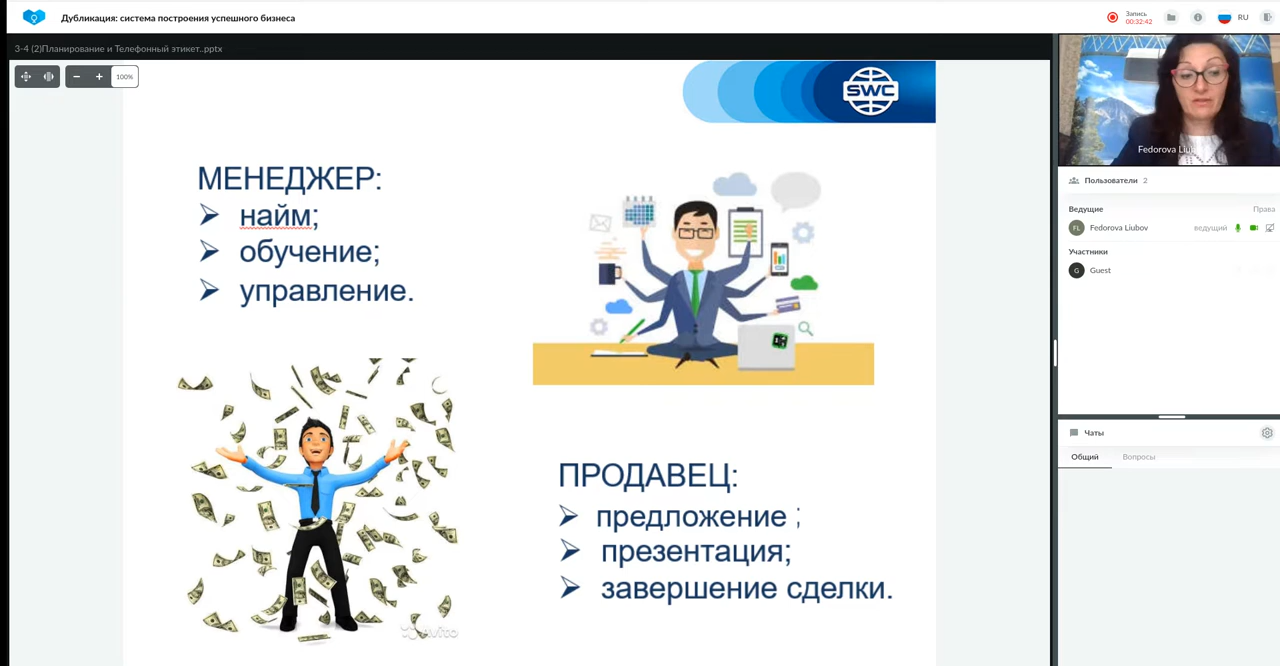 Дубликация: система построения успешного бизнеса
Запись
00:32:42
RU
3-4 (2)Планирование и Телефонный этикет..pptx
100%
SWC
МЕНЕДЖЕР:
найм;
обучение;
управление.
ПРОДАВЕЦ:
предложение ;
презентация;
завершение сделки.
Avito
Fedorova
Пользователи 2
Ведущие Права
FL Fedorova Liubov ведущий
Участники
G Guest
Чаты
Общий Вопросы